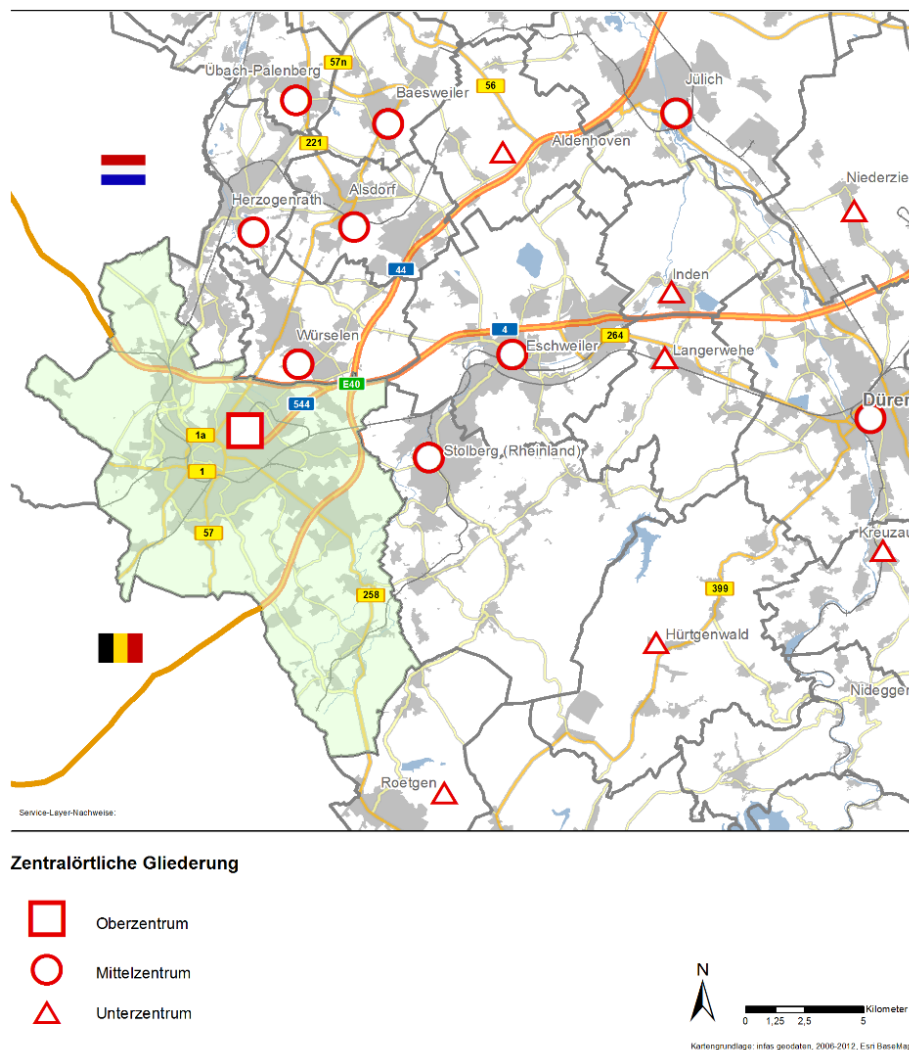 57n
Übach-Palenberg
Baesweiler
56
Jülich
221
Aldenhoven
Niederzie
Herzogenrath
Alsdorf
44
Inden
Würselen
4
264
Eschweiler
Langerwehe
E40
544
Düren
1a
Stolberg (Rheinland)
1
57
Kreuzau
258
399
Hürtgenwald
Nideggen
Roetgen
Service-Layer-Nachweise:
Zentralörtliche Gliederung
Oberzentrum
Mittelzentrum
Unterzentrum
N
Kilometer
0 1,25 2,5 5
Kartengrundlage: infas geodaten, 2006-2012, Esri BaseMap